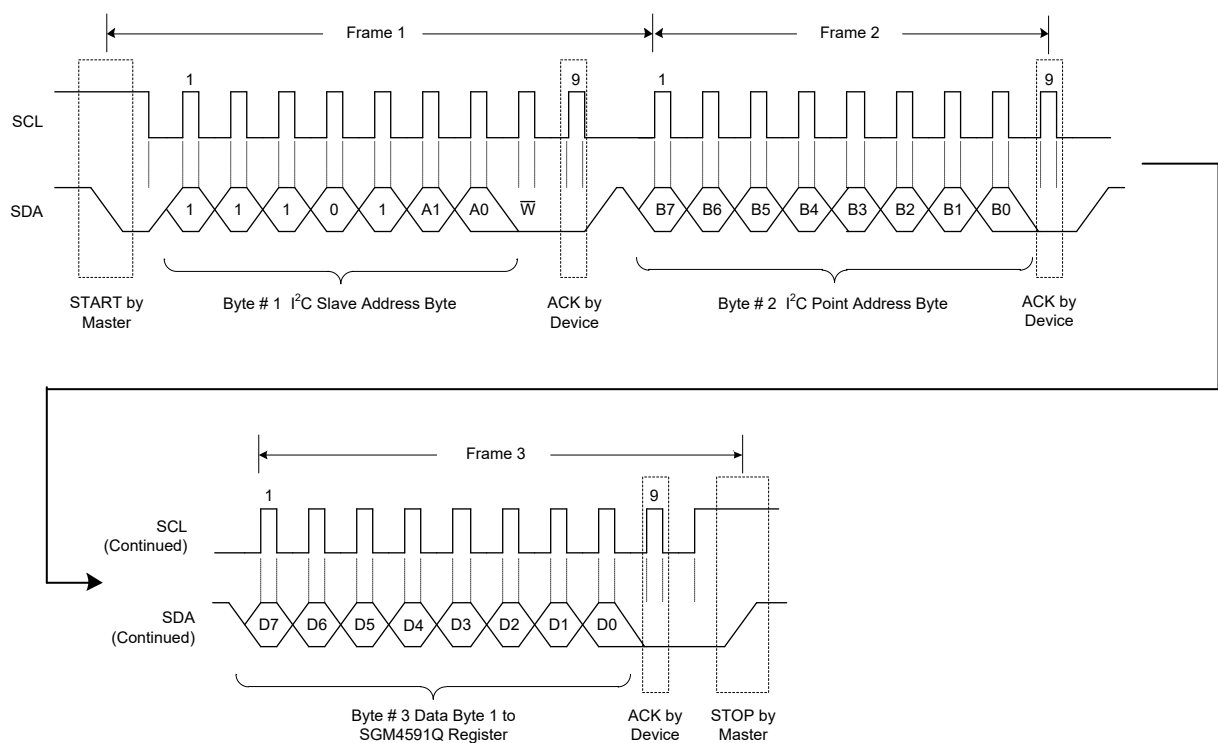 Frame 1
Frame 2
1
9
1
9
SCL
SDA
1
1
1
0
1
A1
A0
W̅
B7
B6
B5
B4
B3
B2
B1
B0
START by
Master
Byte # 1 I²C Slave Address Byte
ACK by
Device
Byte # 2 I²C Point Address Byte
ACK by
Device
Frame 3
1
9
SCL
(Continued)
SDA
(Continued)
D7
D6
D5
D4
D3
D2
D1
D0
Byte # 3 Data Byte 1 to
SGM4591Q Register
ACK by
Device
STOP by
Master